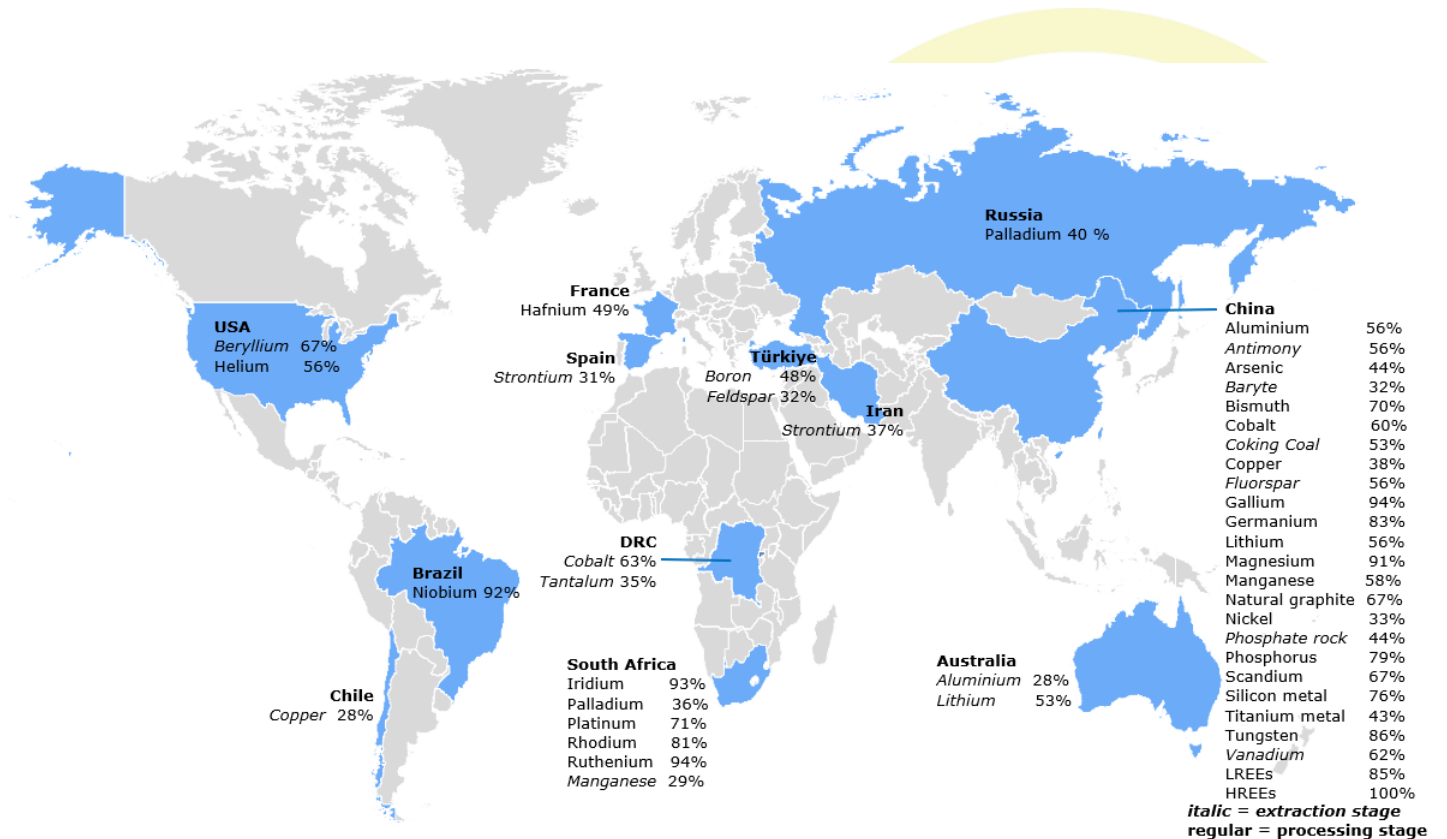 Russia
Palladium 40 %
France
Hafnium 49%
China
Aluminium 56%
Antimony 56%
Arsenic 44%
Baryte 32%
Bismuth 70%
Cobalt 60%
Coking Coal 53%
Copper 38%
Fluorspar 56%
Gallium 94%
Germanium 83%
Lithium 56%
Magnesium 91%
Manganese 58%
Natural graphite 67%
Nickel 33%
Phosphate rock 44%
Phosphorus 79%
Scandium 67%
Silicon metal 76%
Titanium metal 43%
Tungsten 86%
Vanadium 62%
LREEs 85%
HREEs 100%
USA
Beryllium 67%
Helium 56%
Spain
Strontium 31%
Türkiye
Boron 48%
Feldspar 32%
Iran
Strontium 37%
DRC
Cobalt 63%
Tantalum 35%
Brazil
Niobium 92%
South Africa
Iridium 93%
Palladium 36%
Platinum 71%
Rhodium 81%
Ruthenium 94%
Manganese 29%
Australia
Aluminium 28%
Lithium 53%
Chile
Copper 28%
italic = extraction stage
regular = processing stage